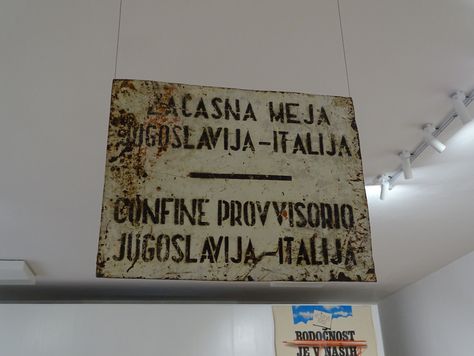 ZAČASNA MEJA
JUGOSLAVIJA-ITALIJA
CONFINE PROVVISORIO
JUGOSLAVIJA-ITALIJA
BODOČNOST
JE V NAŠIH